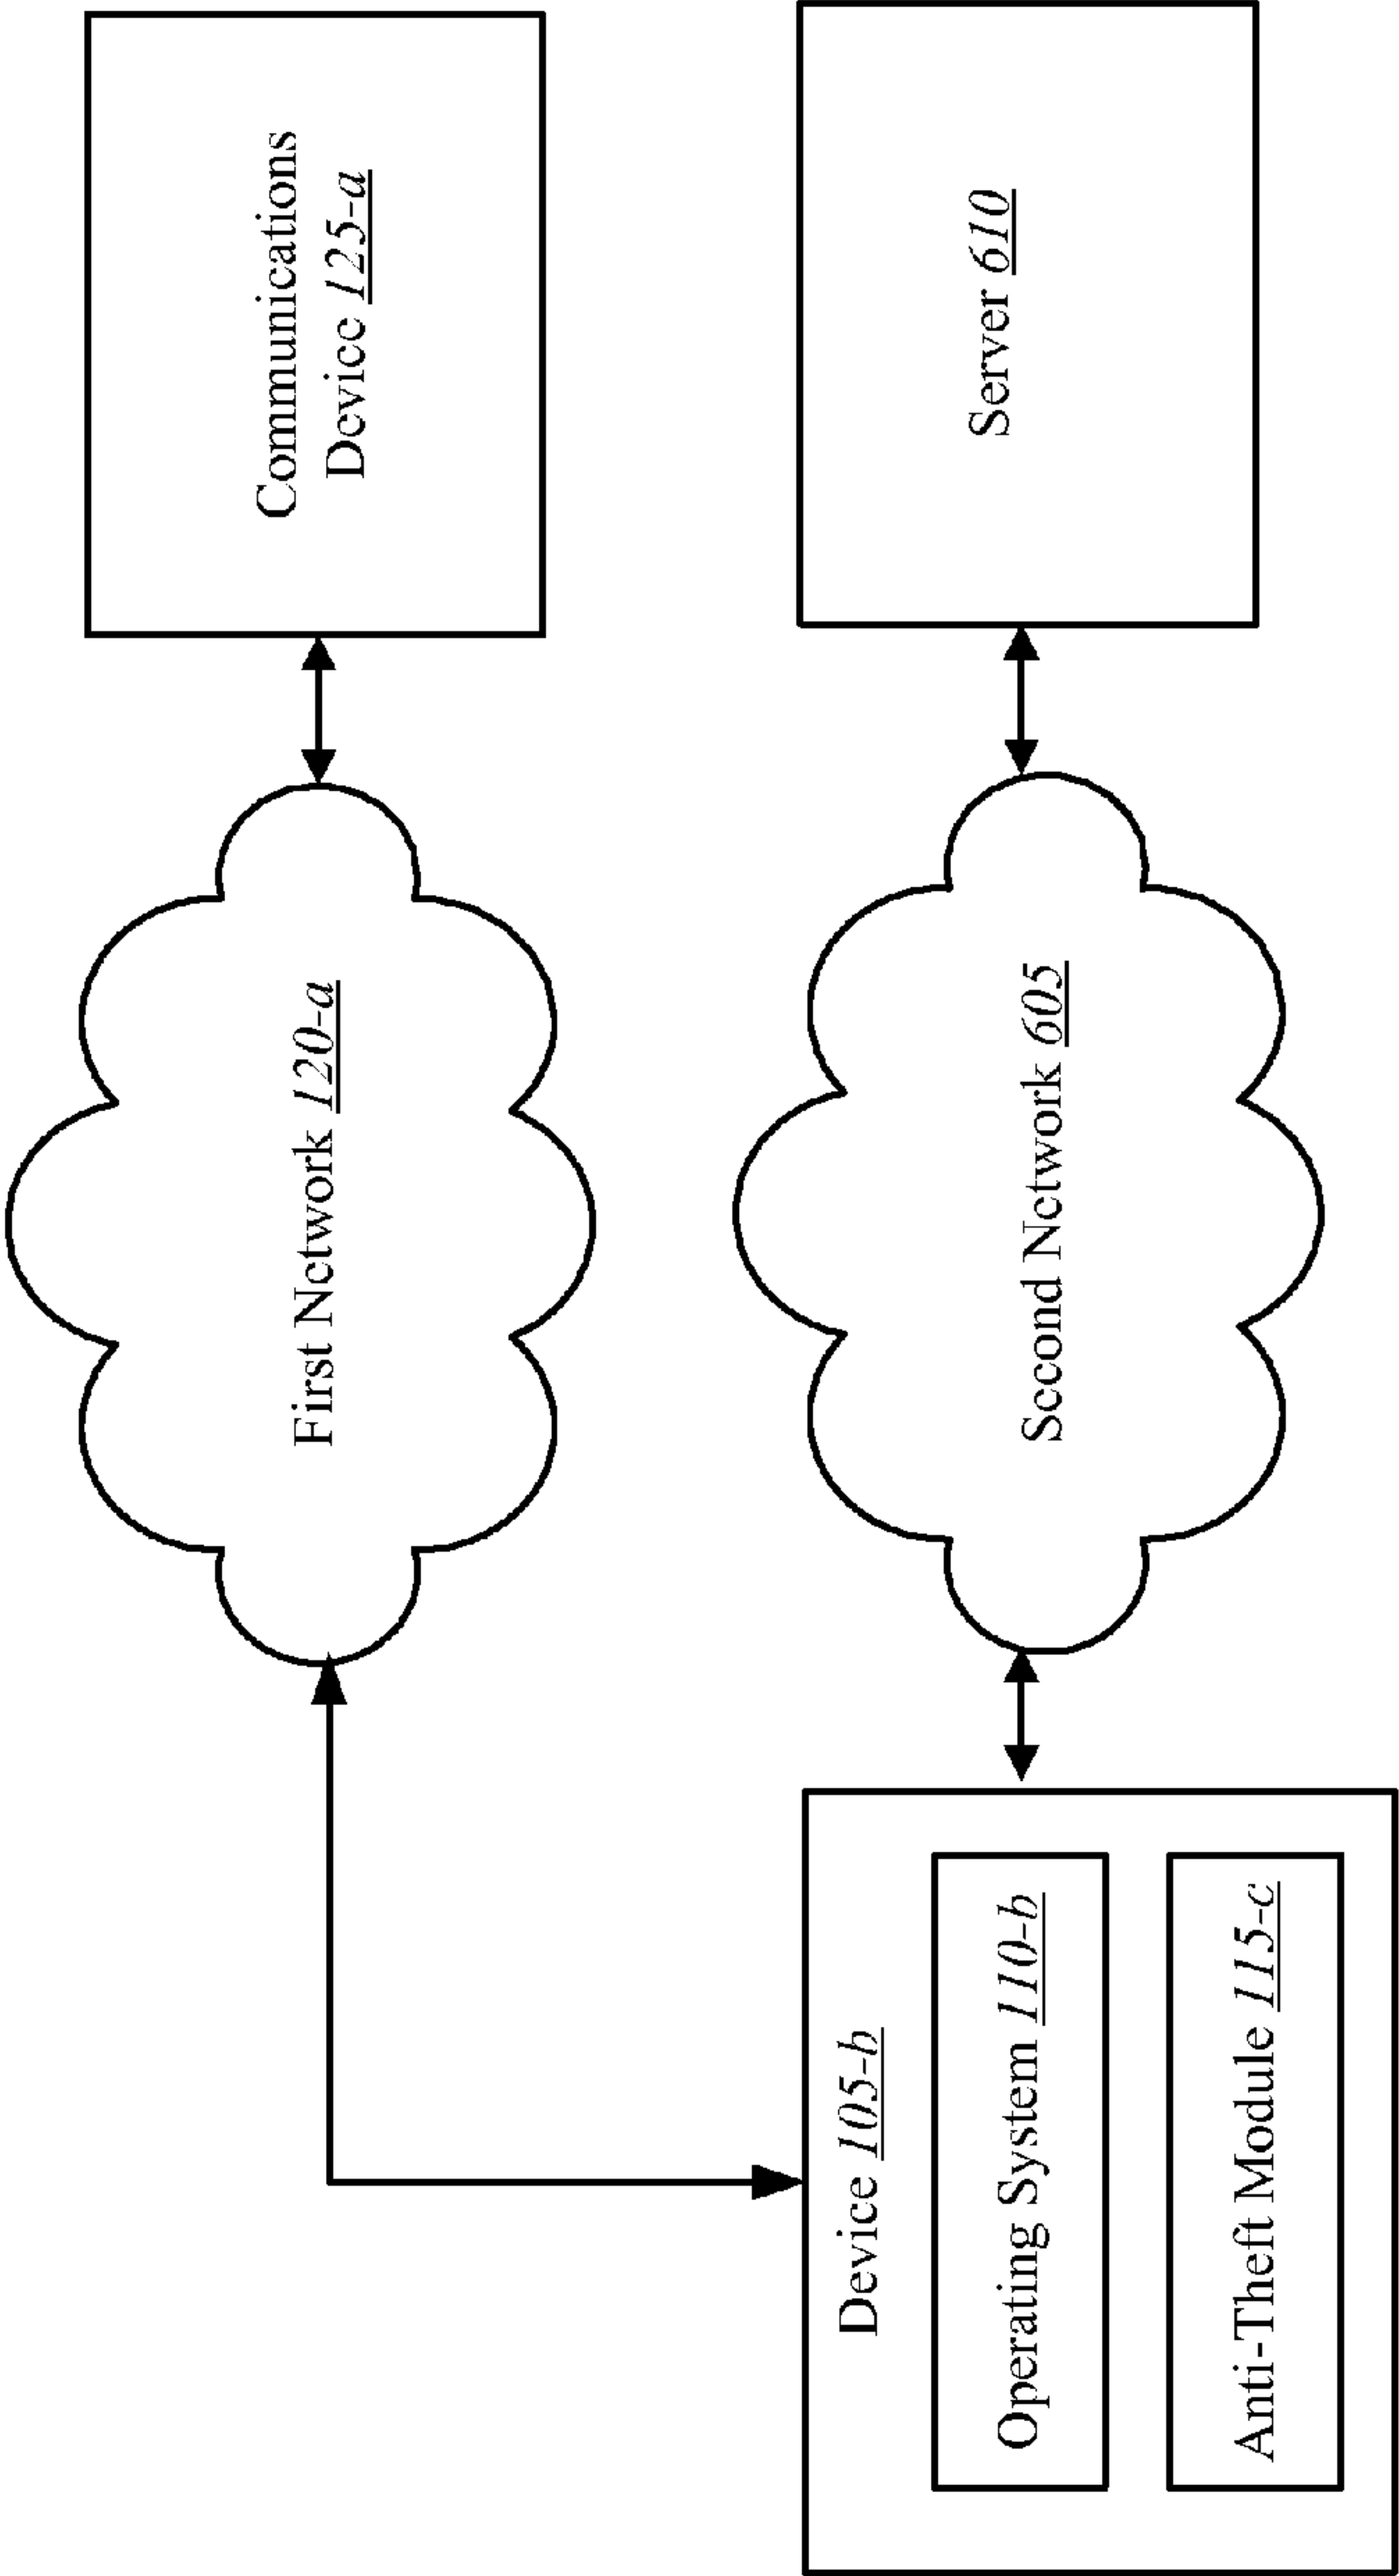 Communications
Device 125-a
First Network 120-a
Device 105-b
Operating System 110-b
Anti-Theft Module 115-c
Second Network 605
Server 610